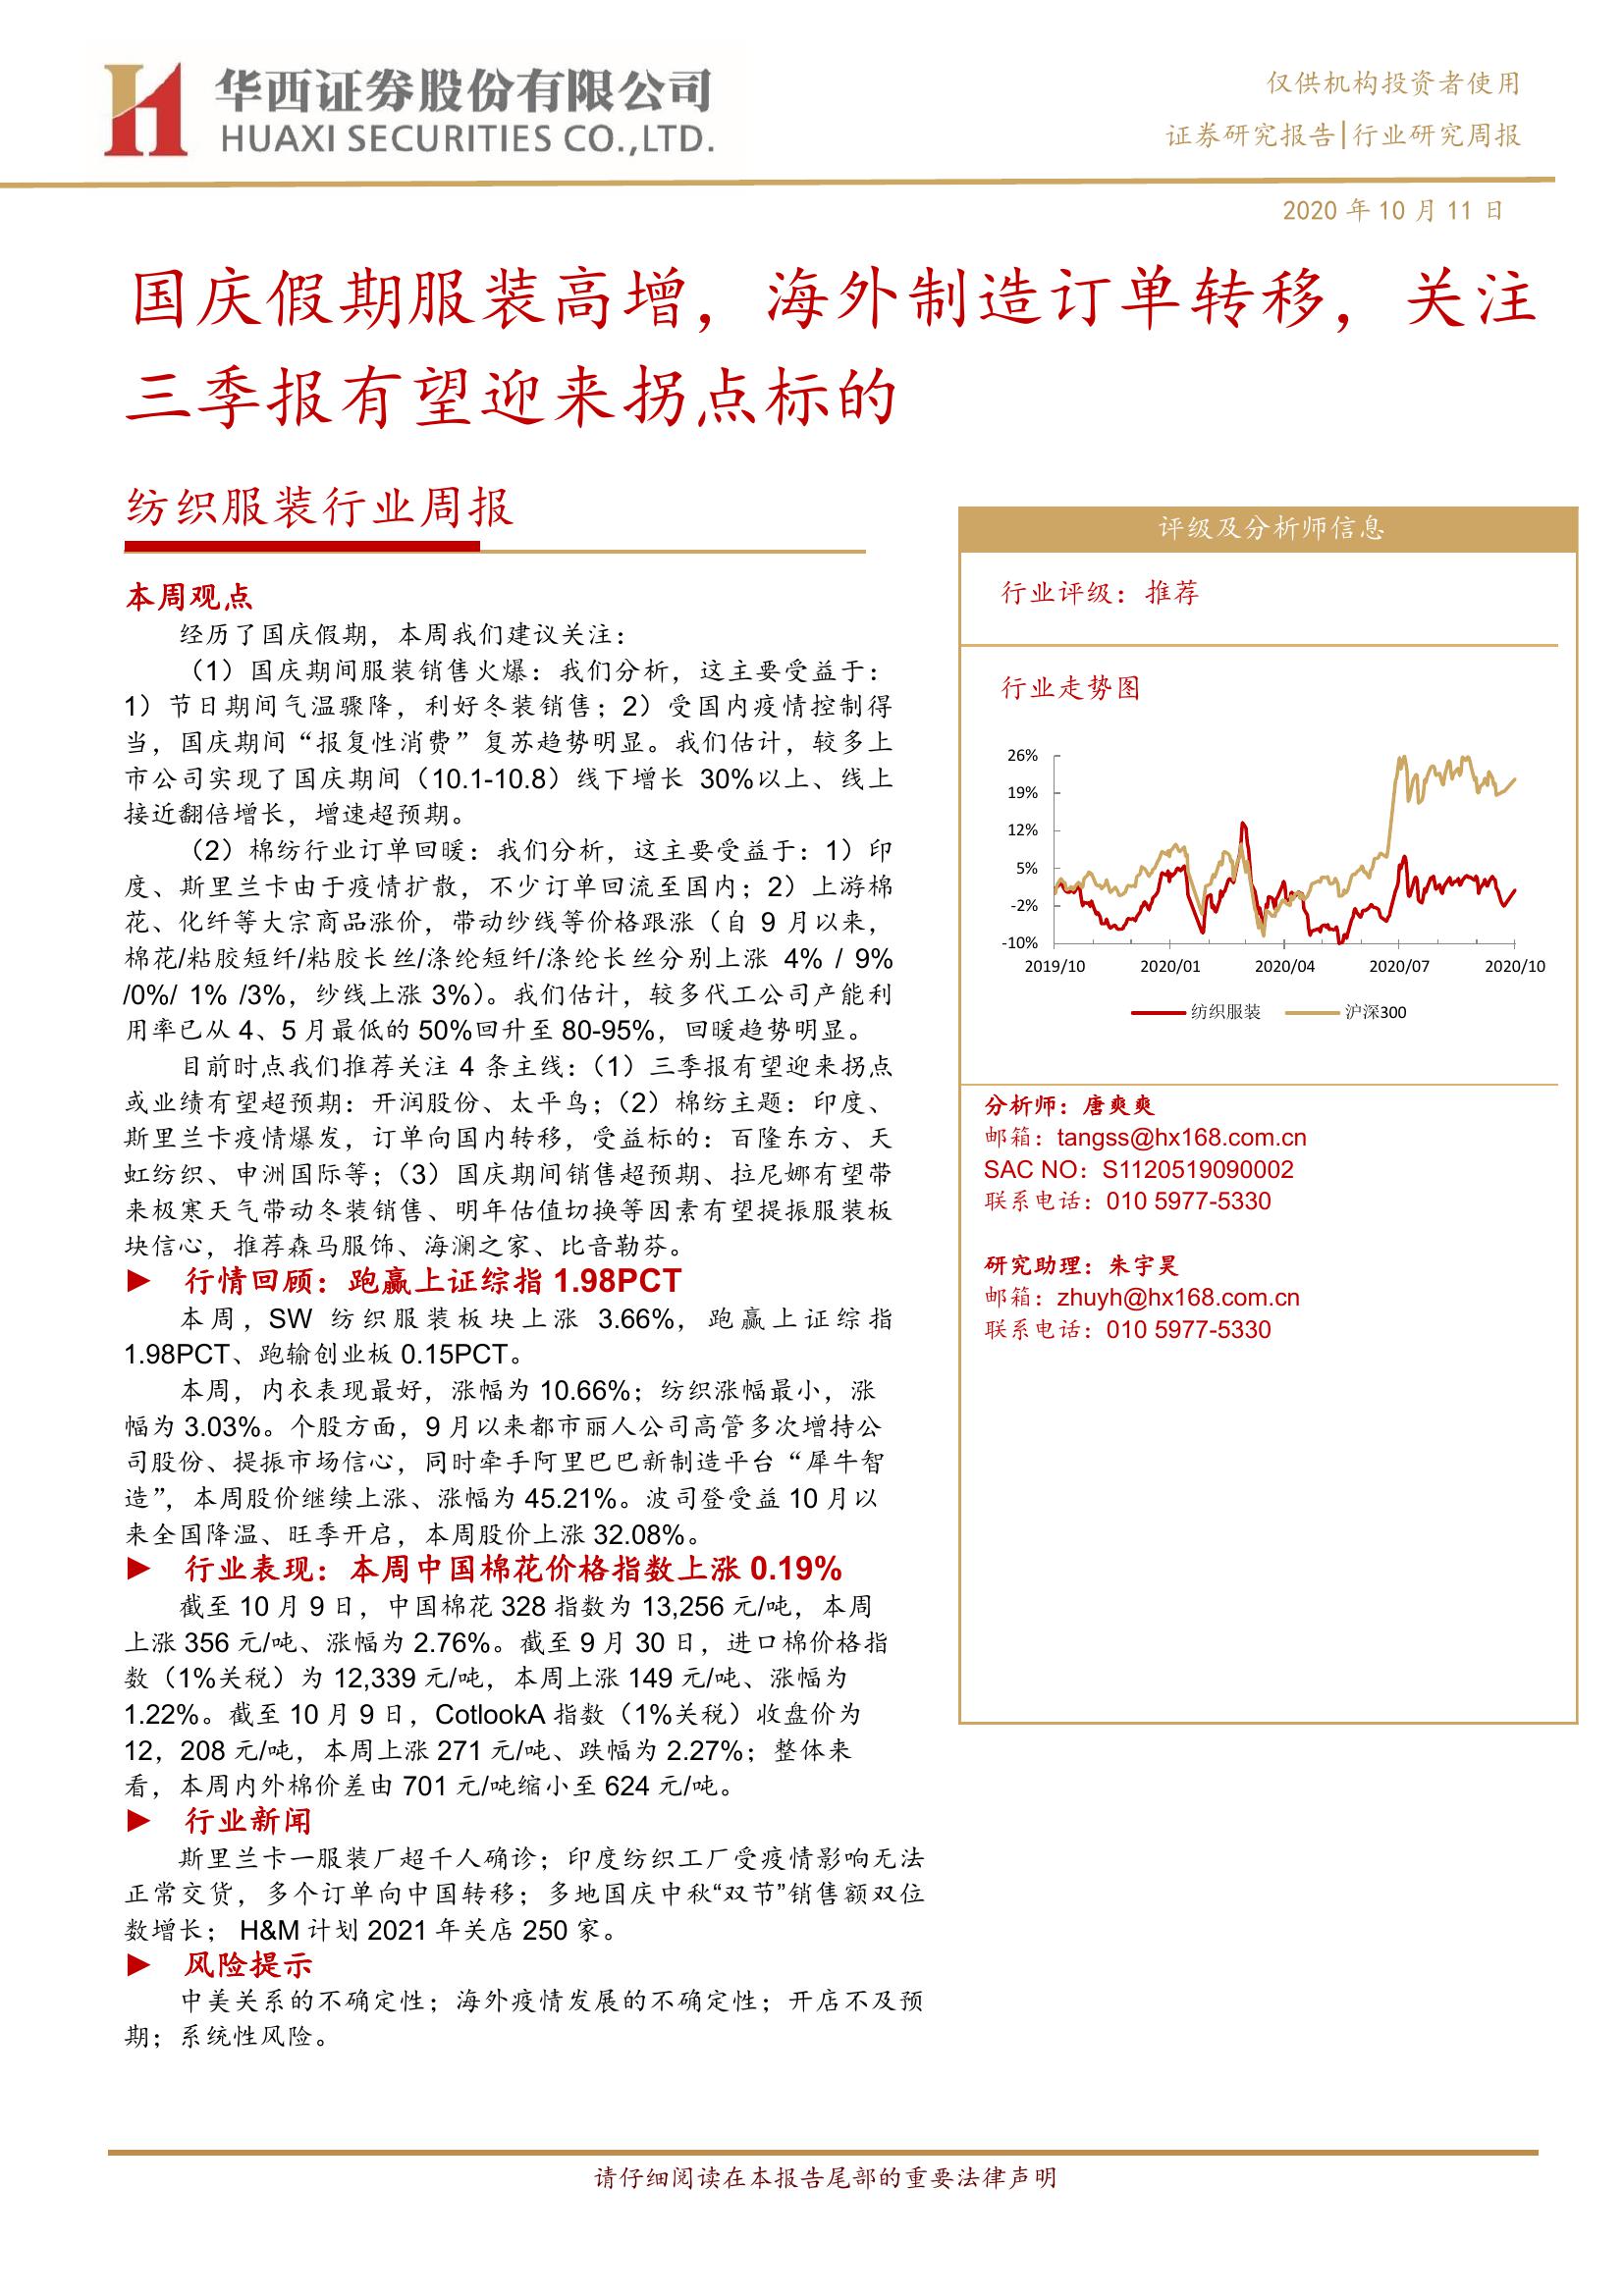 华西证券股份有限公司
HUAXI SECURITIES CO.,LTD.
仅供机构投资者使用
证券研究报告|行业研究周报
2020 年 10 月 11 日
国庆假期服装高增，海外制造订单转移，关注
三季报有望迎来拐点标的
纺织服装行业周报
本周观点
经历了国庆假期，本周我们建议关注：
（1）国庆期间服装销售火爆：我们分析，这主要受益于：
1）节日期间气温骤降，利好冬装销售；2）受国内疫情控制得
当，国庆期间“报复性消费”复苏趋势明显。我们估计，较多上
市公司实现了国庆期间（10.1-10.8）线下增长 30%以上、线上
接近翻倍增长，增速超预期。
（2）棉纺行业订单回暖：我们分析，这主要受益于：1）印
度、斯里兰卡由于疫情扩散，不少订单回流至国内；2）上游棉
花、化纤等大宗商品涨价，带动纱线等价格跟涨（自 9 月以来，
棉花/粘胶短纤/粘胶长丝/涤纶短纤/涤纶长丝分别上涨 4% / 9%
/0%/ 1% /3%，纱线上涨 3%）。我们估计，较多代工公司产能利
用率已从 4、5 月最低的 50%回升至 80-95%，回暖趋势明显。
目前时点我们推荐关注 4 条主线：（1）三季报有望迎来拐点
或业绩有望超预期：开润股份、太平鸟；（2）棉纺主题：印度、
斯里兰卡疫情爆发，订单向国内转移，受益标的：百隆东方、天
虹纺织、申洲国际等；（3）国庆期间销售超预期、拉尼娜有望带
来极寒天气带动冬装销售、明年估值切换等因素有望提振服装板
块信心，推荐森马服饰、海澜之家、比音勒芬。
► 行情回顾：跑赢上证综指 1.98PCT
本周，SW 纺织服装板块上涨 3.66%，跑赢上证综指
1.98PCT、跑输创业板 0.15PCT。
本周，内衣表现最好，涨幅为 10.66%；纺织涨幅最小，涨
幅为 3.03%。个股方面，9 月以来都市丽人公司高管多次增持公
司股份、提振市场信心，同时牵手阿里巴巴新制造平台“犀牛智
造”，本周股价继续上涨、涨幅为 45.21%。波司登受益 10 月以
来全国降温、旺季开启，本周股价上涨 32.08%。
► 行业表现：本周中国棉花价格指数上涨 0.19%
截至 10 月 9 日，中国棉花 328 指数为 13,256 元/吨，本周
上涨 356 元/吨、涨幅为 2.76%。截至 9 月 30 日，进口棉价格指
数（1%关税）为 12,339 元/吨，本周上涨 149 元/吨、涨幅为
1.22%。截至 10 月 9 日，CotlookA 指数（1%关税）收盘价为
12，208 元/吨，本周上涨 271 元/吨、跌幅为 2.27%；整体来
看，本周内外棉价差由 701 元/吨缩小至 624 元/吨。
► 行业新闻
斯里兰卡一服装厂超千人确诊；印度纺织工厂受疫情影响无法
正常交货，多个订单向中国转移；多地国庆中秋“双节”销售额双位
数增长； H&M 计划 2021 年关店 250 家。
► 风险提示
中美关系的不确定性；海外疫情发展的不确定性；开店不及预
期；系统性风险。
评级及分析师信息
行业评级：推荐
行业走势图
26%
19%
12%
5%
-2%
-10%
2019/10 2020/01 2020/04 2020/07 2020/10
纺织服装 沪深300
分析师：唐爽爽
邮箱：tangss@hx168.com.cn
SAC NO：S1120519090002
联系电话：010 5977-5330
研究助理：朱宇昊
邮箱：zhuyh@hx168.com.cn
联系电话：010 5977-5330
请仔细阅读在本报告尾部的重要法律声明